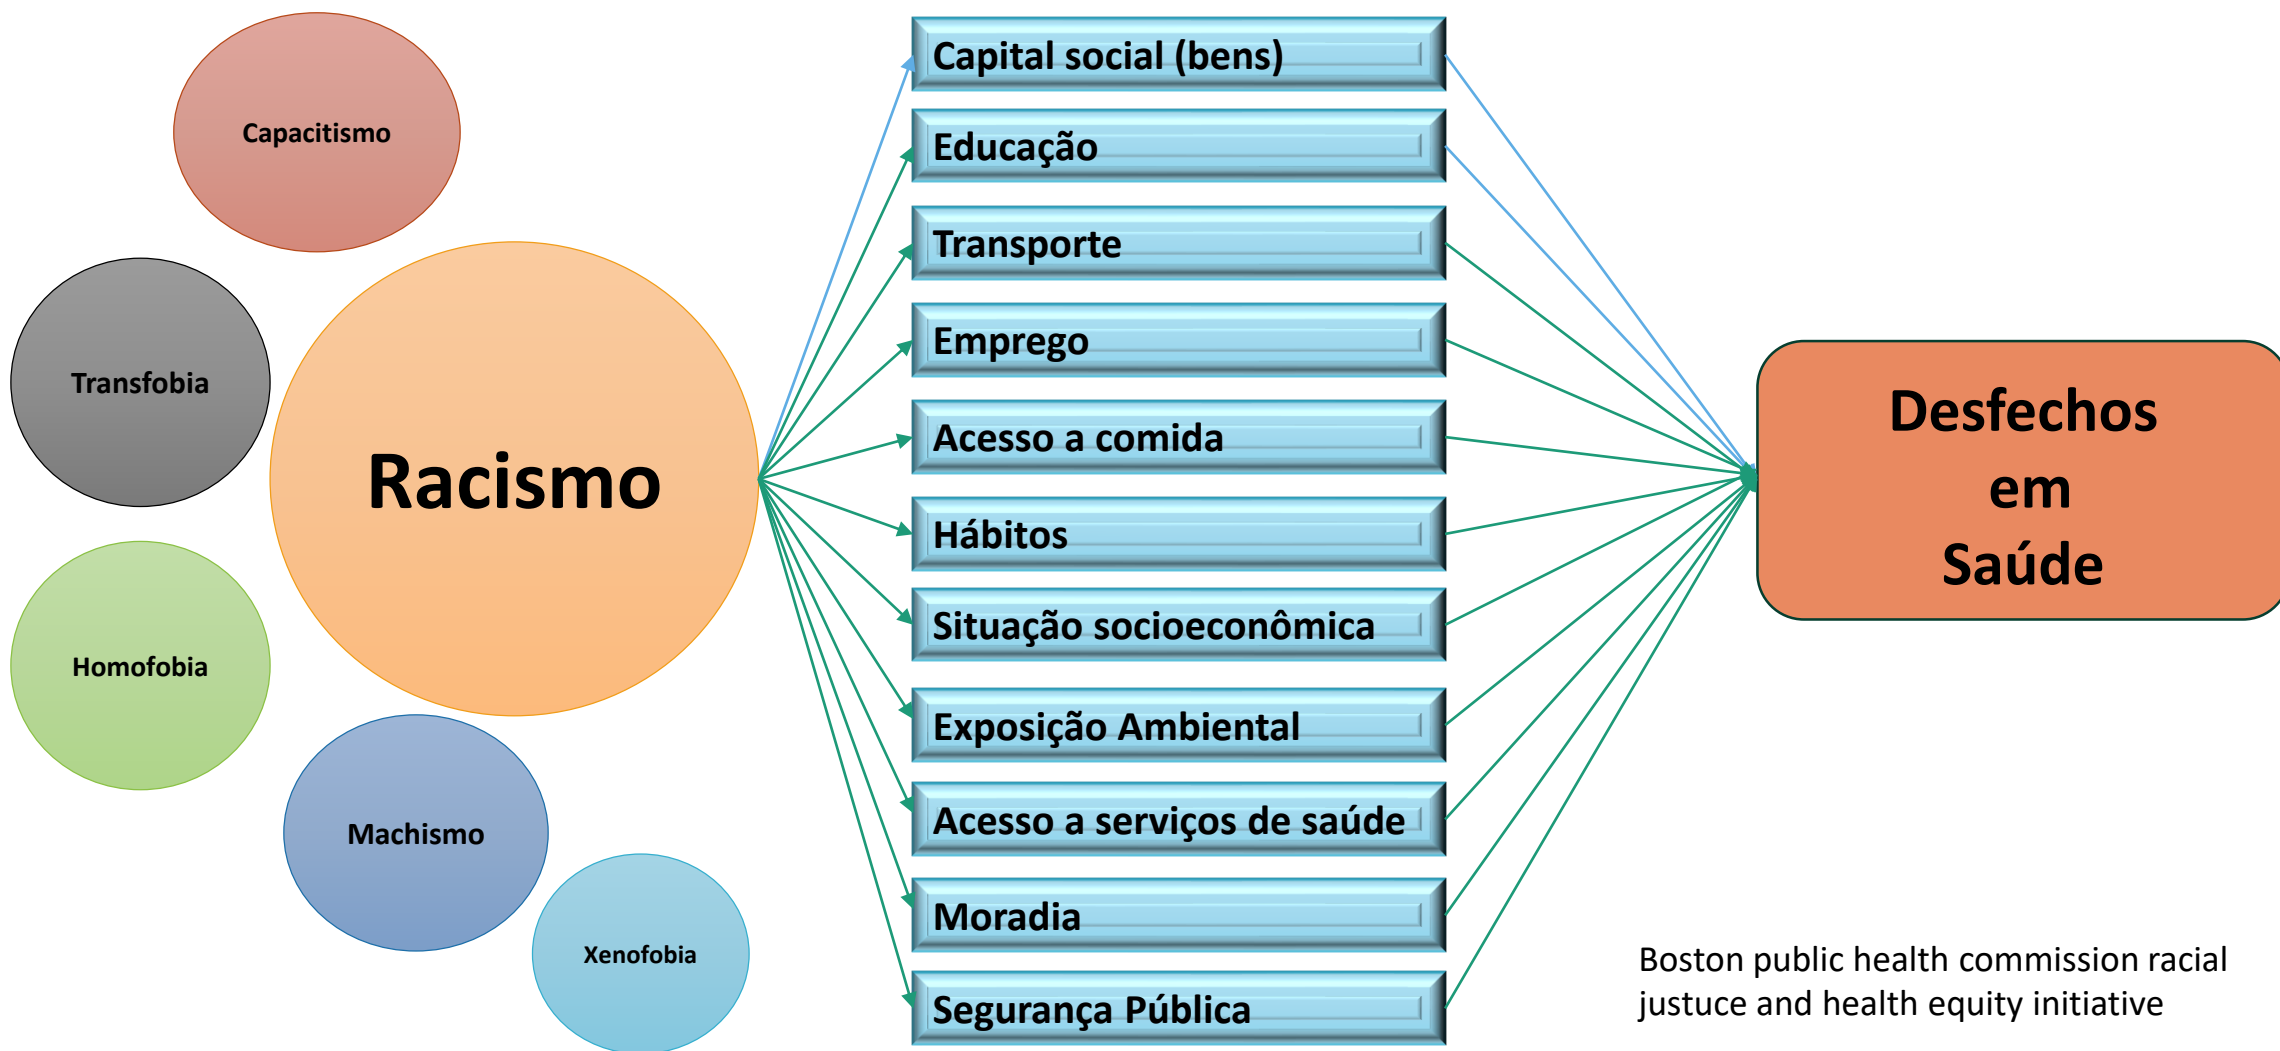 Capacitismo
Transfobia
Homofobia
Machismo
Xenofobia
Racismo
Capital social (bens)
Educação
Transporte
Emprego
Acesso a comida
Hábitos
Situação socioeconômica
Exposição Ambiental
Acesso a serviços de saúde
Moradia
Segurança Pública
Desfechos
em
Saúde
Boston public health commission racial
justuce and health equity initiative